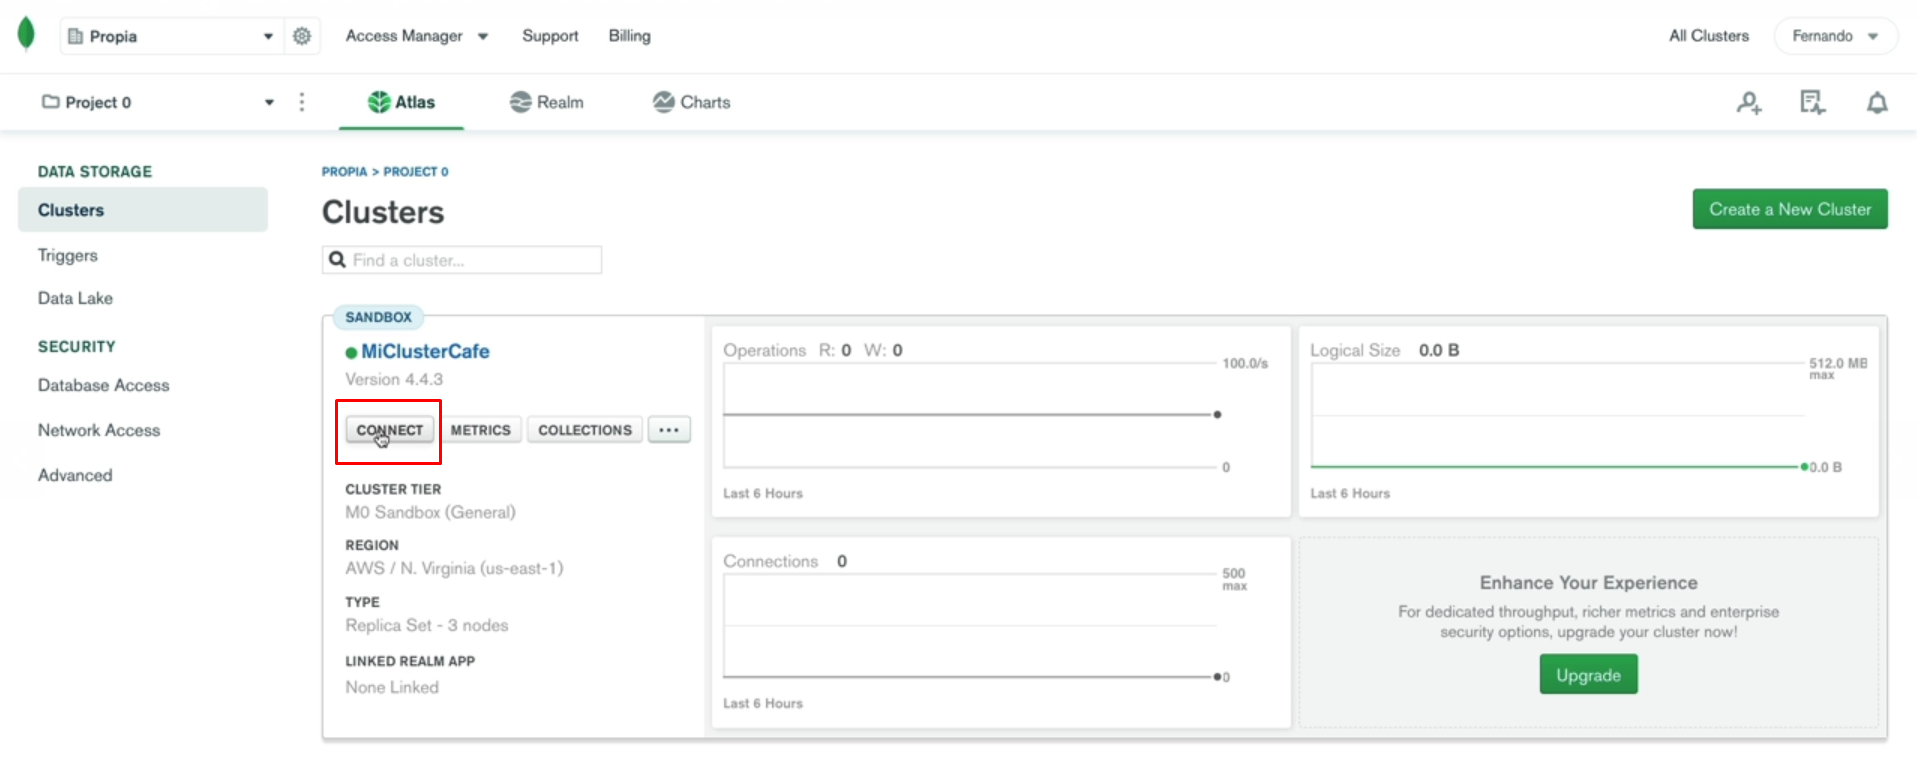 Propia
Access Manager
Support
Billing
All Clusters
Fernando
Project 0
Atlas
Realm
Charts
DATA STORAGE
Clusters
Triggers
Data Lake
SECURITY
Database Access
Network Access
Advanced
PROPIA > PROJECT 0
Clusters
Create a New Cluster
Find a cluster...
SANDBOX
MiClusterCafe
Version 4.4.3
CONNECT
METRICS
COLLECTIONS
...
CLUSTER TIER
M0 Sandbox (General)
REGION
AWS / N. Virginia (us-east-1)
TYPE
Replica Set - 3 nodes
LINKED REALM APP
None Linked
Operations R: 0 W: 0
100.0/s
0
Last 6 Hours
Logical Size 0.0 B
512.0 MB
max
0.0 B
Last 6 Hours
Connections 0
500
max
0
Last 6 Hours
Enhance Your Experience
For dedicated throughput, richer metrics and enterprise
security options, upgrade your cluster now!
Upgrade